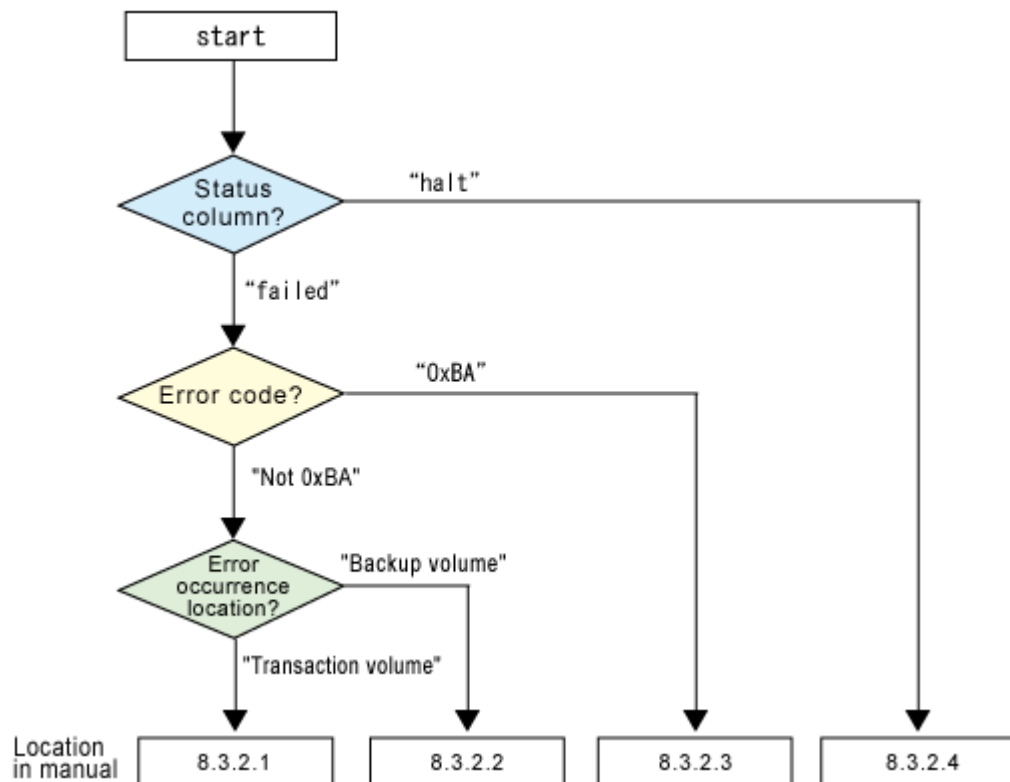 start
Status
column?
“halt”
“failed”
Error code?
“0xBA”
"Not 0xBA"
Error
occurrence
location?
"Backup volume"
"Transaction volume"
Location
in manual
8.3.2.1
8.3.2.2
8.3.2.3
8.3.2.4